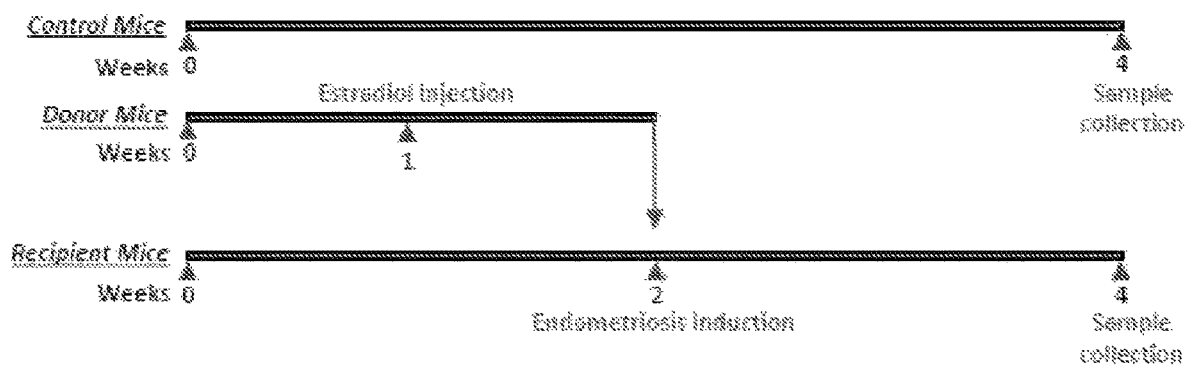 Control Mice
Weeks 0 4
Sample
collection
Estradiol injection
Donor Mice
Weeks 0 1
Recipient Mice
Weeks 0 2 4
Endometriosis induction
Sample
collection